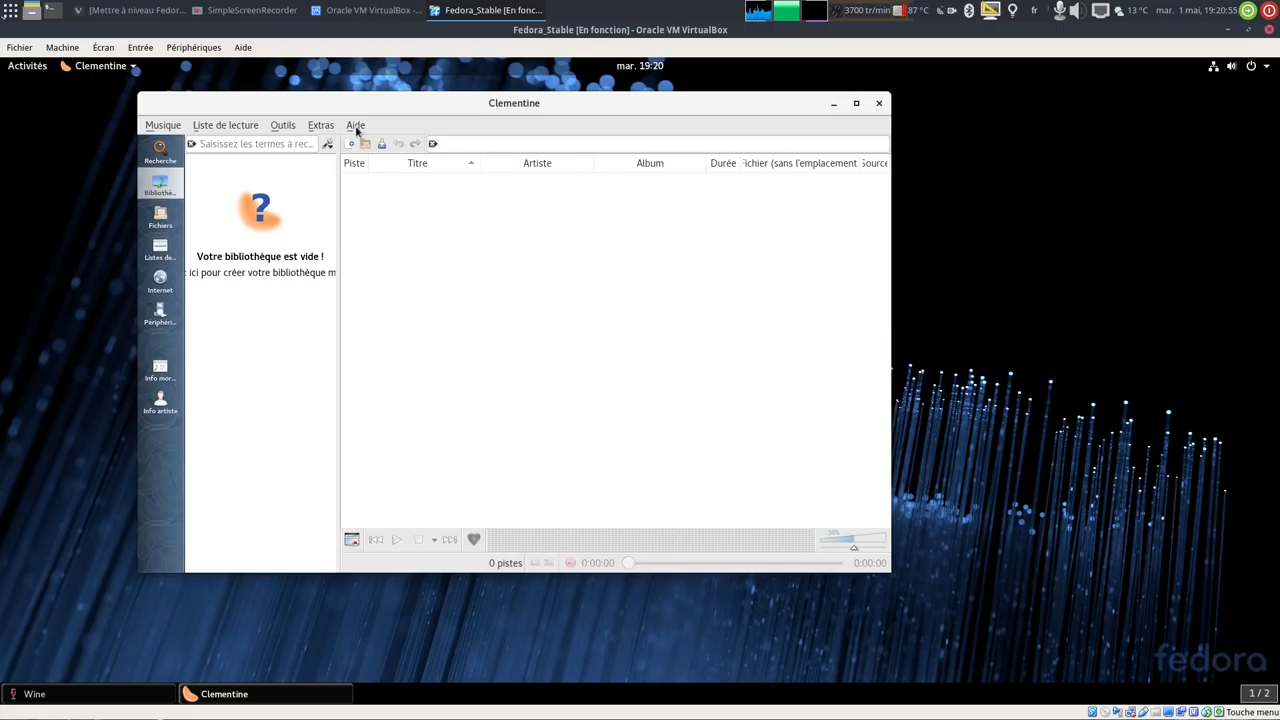 {Mettre à niveau Fedor...
SimpleScreenRecorder
Oracle VM VirtualBox -...
Fedora_Stable [En fonc...
3700 tr/min
87 °C
fr
13 °C
mar. 1 mai, 19:20:55
Fedora_Stable [En fonction] - Oracle VM VirtualBox
Fichier Machine Écran Entrée Périphériques Aide
Activités
Clementine
mar. 19:20
Clementine
Musique Liste de lecture Outils Extras Aide
Saisissez les termes à rec...
Piste Titre Artiste Album Durée ichier (sans l'emplacement Source
Recherche
Biblioth­è...
Fichiers
Listes de...
Internet
Périphéri...
Info mor...
Info artiste
?
Votre bibliothèque est vide !
z ici pour créer votre bibliothèque m
50%
0 pistes
0:00:00
0:00:00
fedora
Wine
Clementine
1 / 2
Touche menu